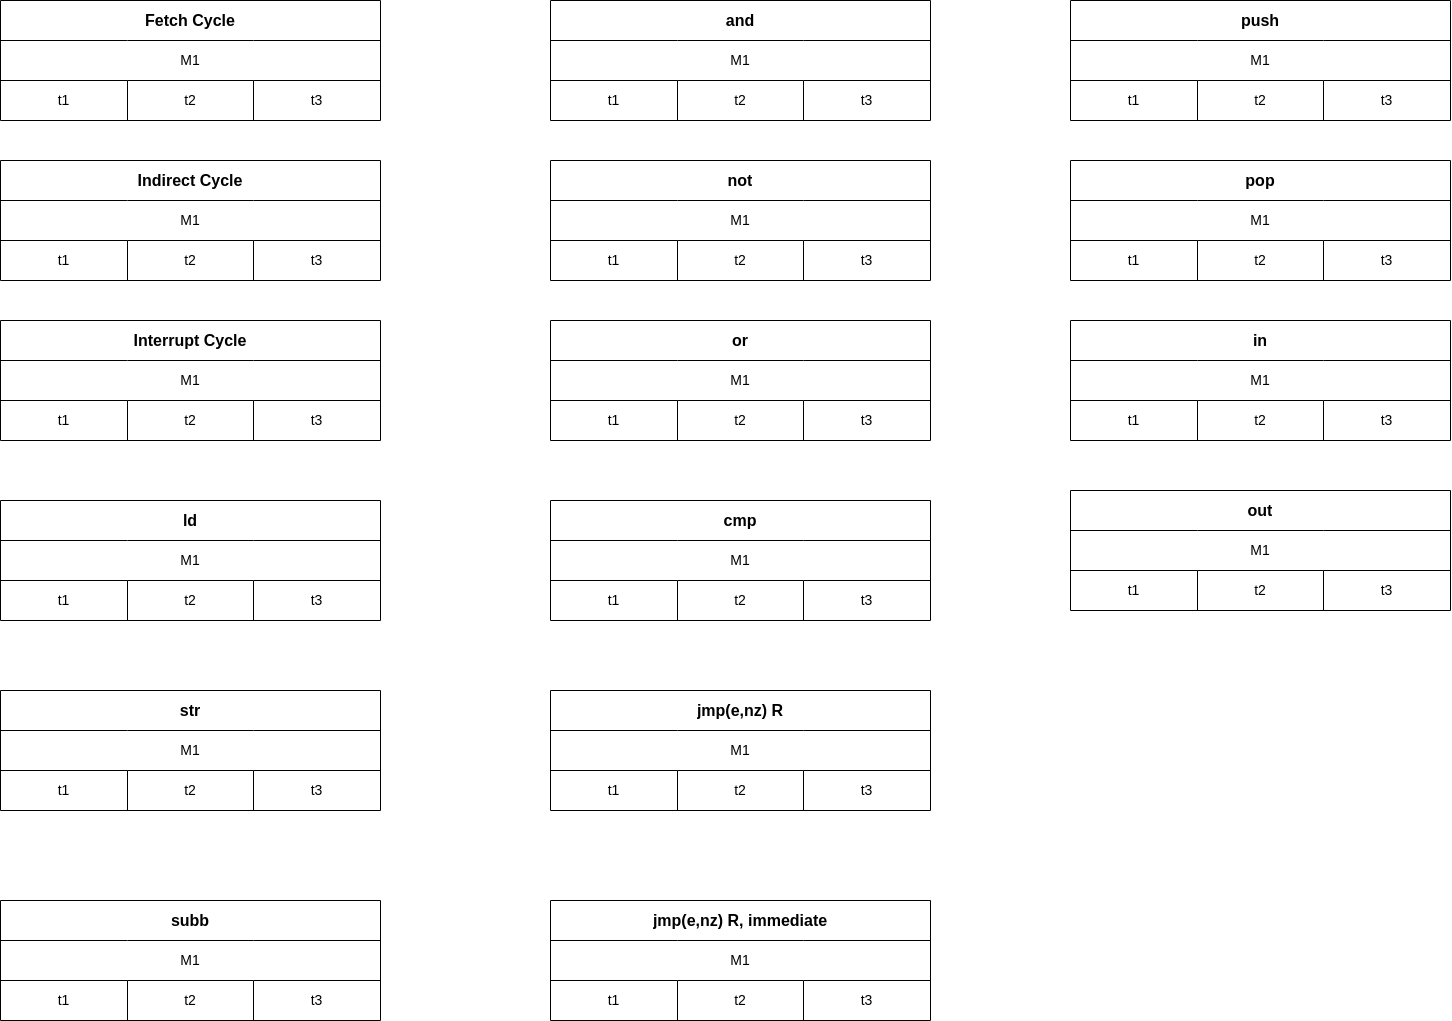 Fetch Cycle
M1
t1 t2 t3
Indirect Cycle
M1
t1 t2 t3
Interrupt Cycle
M1
t1 t2 t3
ld
M1
t1 t2 t3
str
M1
t1 t2 t3
subb
M1
t1 t2 t3
and
M1
t1 t2 t3
not
M1
t1 t2 t3
or
M1
t1 t2 t3
cmp
M1
t1 t2 t3
jmp(e,nz) R
M1
t1 t2 t3
jmp(e,nz) R, immediate
M1
t1 t2 t3
push
M1
t1 t2 t3
pop
M1
t1 t2 t3
in
M1
t1 t2 t3
out
M1
t1 t2 t3